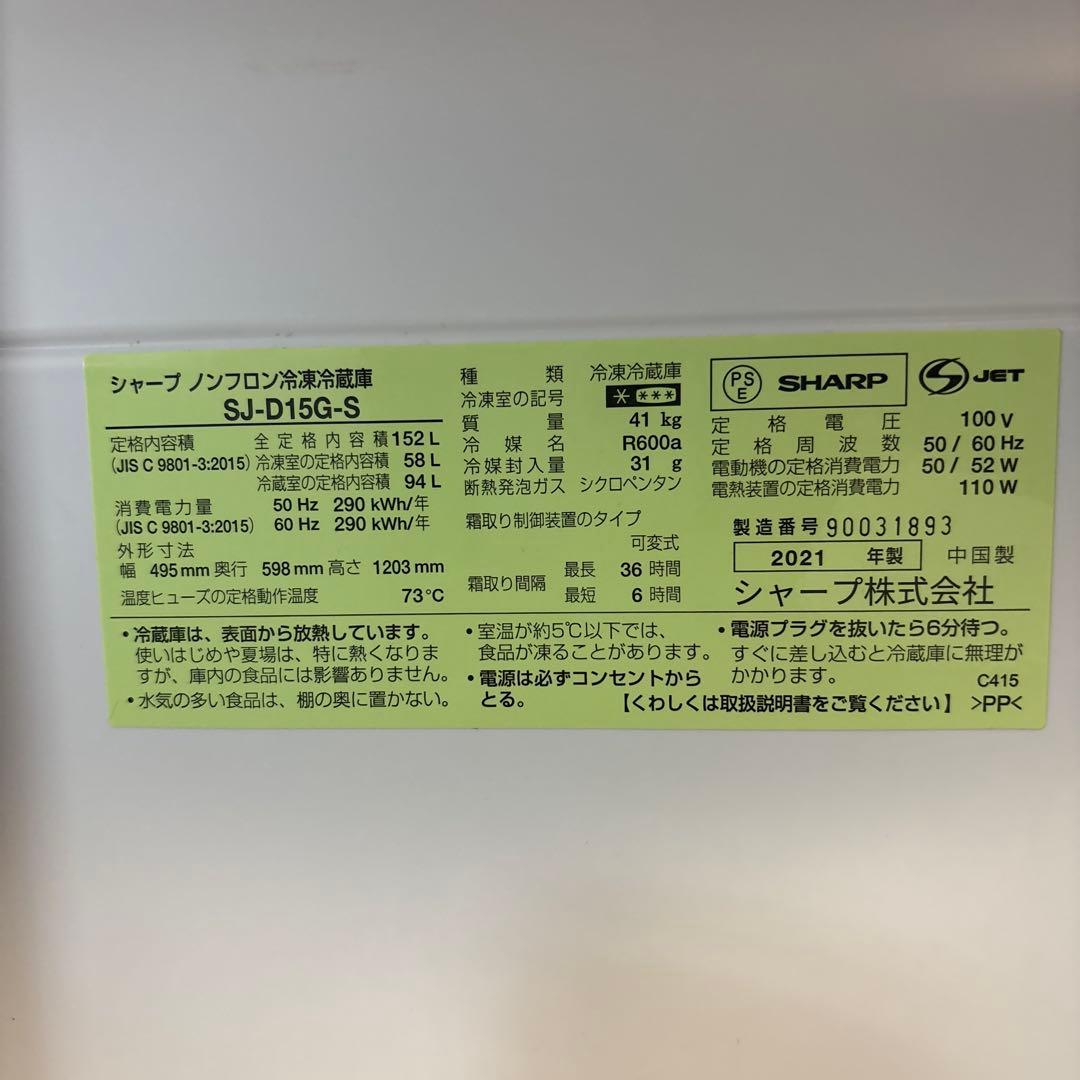 シャープ ノンフロン冷凍冷蔵庫
SJ-D15G-S
定格内容積 全定格内容積 152 L
(JIS C 9801-3:2015) 冷凍室の定格内容積 58 L
冷蔵室の定格内容積 94 L
消費電力量 50 Hz 290 kWh/年
(JIS C 9801-3:2015) 60 Hz 290 kWh/年
外形寸法
幅 495 mm 奥行 598 mm 高さ 1203 mm
温度ヒューズの定格動作温度 73℃
種類 冷凍冷蔵庫
冷凍室の記号 * ***
質量 41 kg
冷媒名 R600a
冷媒封入量 31 g
断熱発泡ガス シクロペンタン
霜取り制御装置のタイプ
可変式
霜取り間隔 最長 36 時間
最短 6 時間
PSE SHARP S JET
定格電圧 100 V
定格周波数 50 / 60 Hz
電動機の定格消費電力 50 / 52 W
電熱装置の定格消費電力 110 W
製造番号 90031893
2021 年製 中国製
シャープ株式会社
・冷蔵庫は、表面から放熱しています。
使いはじめや夏場は、特に熱くなりま
すが、庫内の食品には影響ありません。
・水気の多い食品は、棚の奥に置かない。
・室温が約5℃以下では、
食品が凍ることがあります。
・電源は必ずコンセントから
とる。
・電源プラグを抜いたら6分待つ。
すぐに差し込むと冷蔵庫に無理が
かかります。 C415
【くわしくは取扱説明書をご覧ください】 >PP<